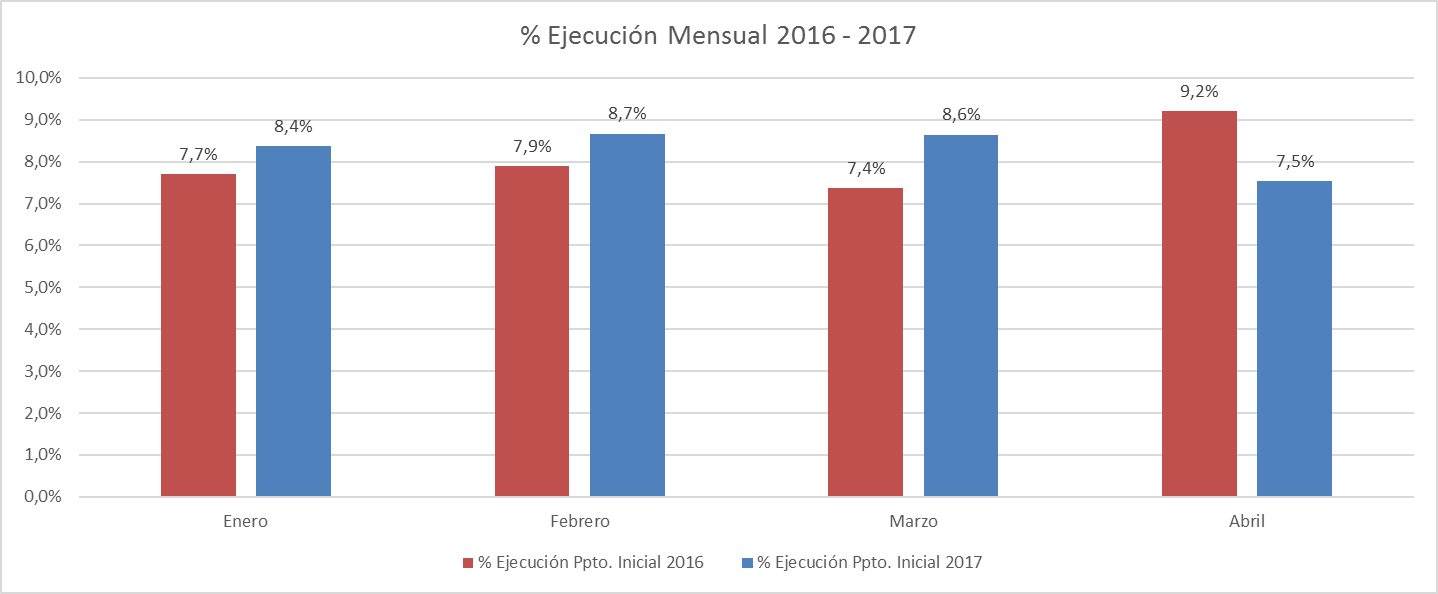 % Ejecución Mensual 2016 - 2017
10,0%
9,0%
8,0%
7,0%
6,0%
5,0%
4,0%
3,0%
2,0%
1,0%
0,0%
7,7%
8,4%
7,9%
8,7%
7,4%
8,6%
9,2%
7,5%
Enero
Febrero
Marzo
Abril
% Ejecución Ppto. Inicial 2016
% Ejecución Ppto. Inicial 2017